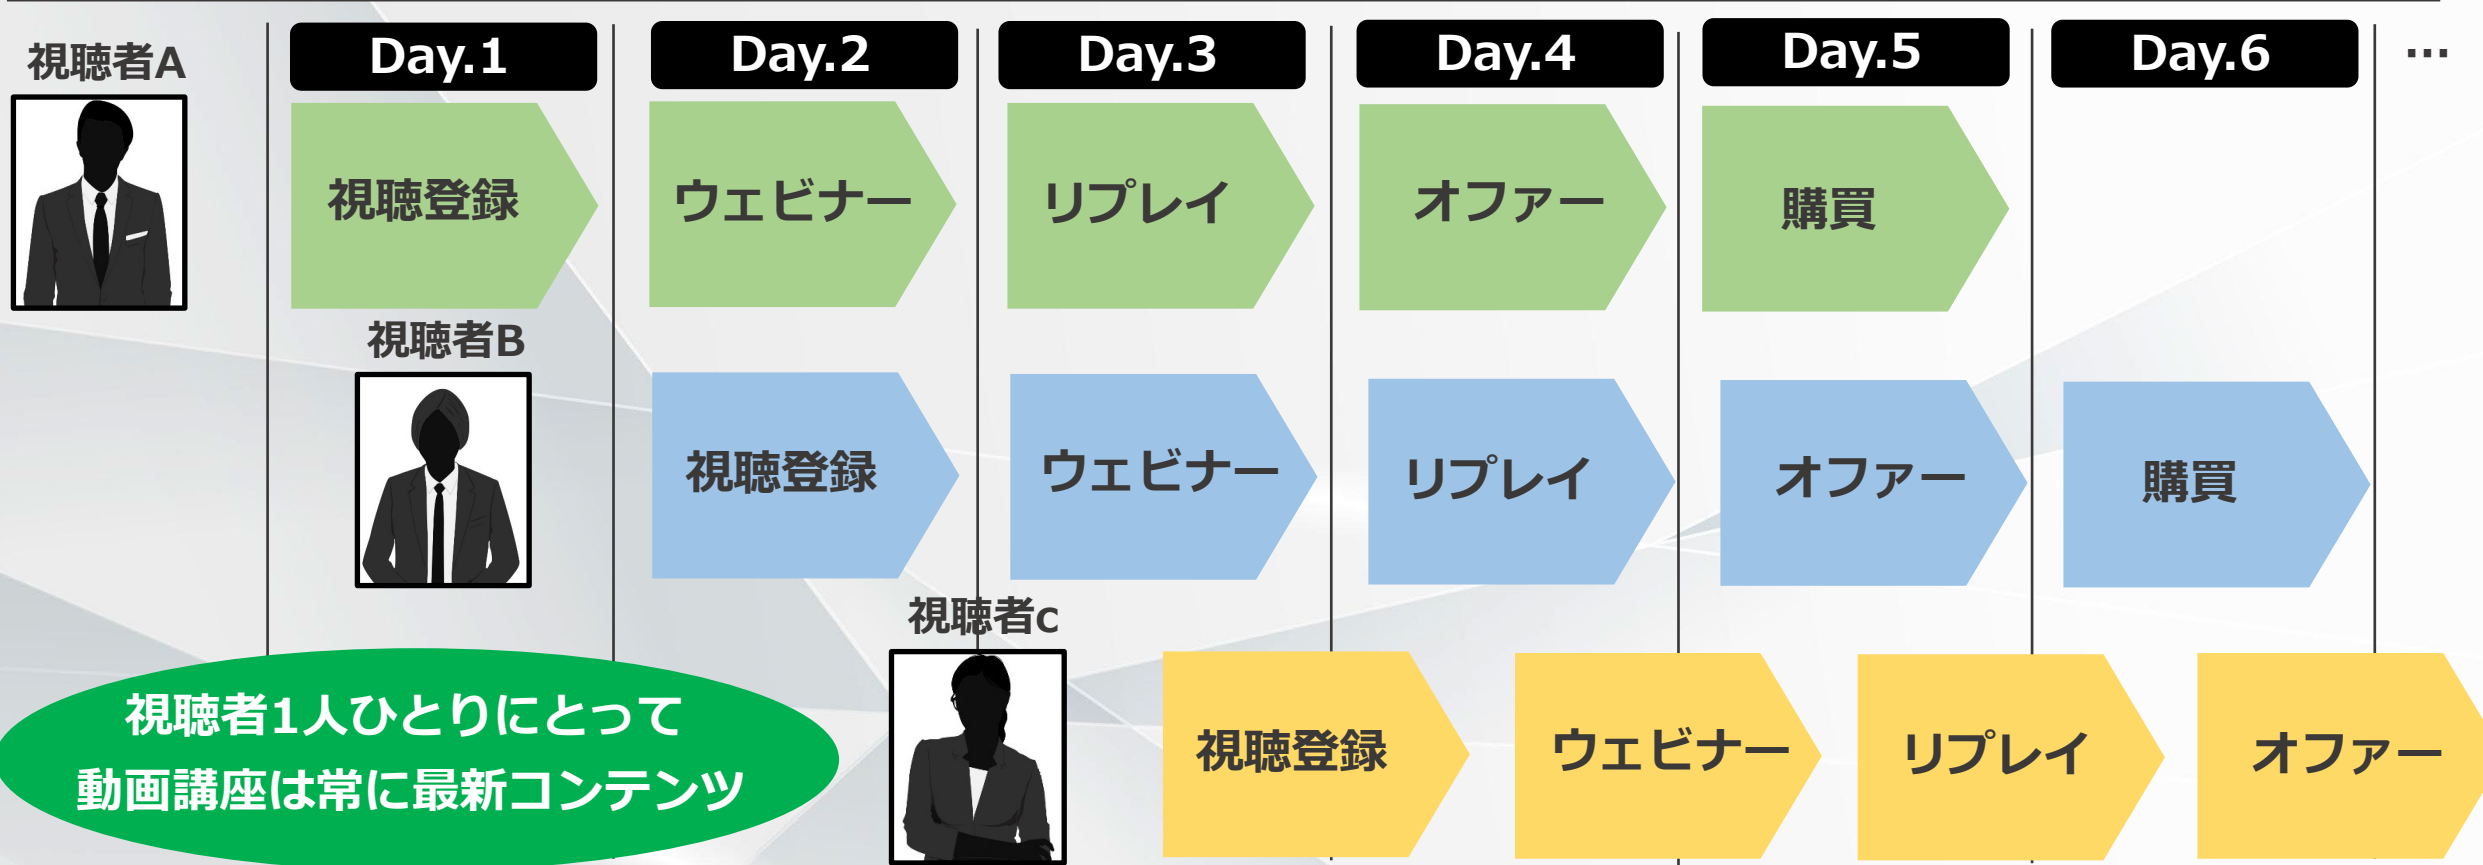 視聴者A
Day.1
Day.2
Day.3
Day.4
Day.5
Day.6
…
視聴登録
ウェビナー
リプレイ
オファー
購買
視聴者B
視聴登録
ウェビナー
リプレイ
オファー
購買
視聴者c
視聴登録
ウェビナー
リプレイ
オファー
視聴者1人ひとりにとって
動画講座は常に最新コンテンツ